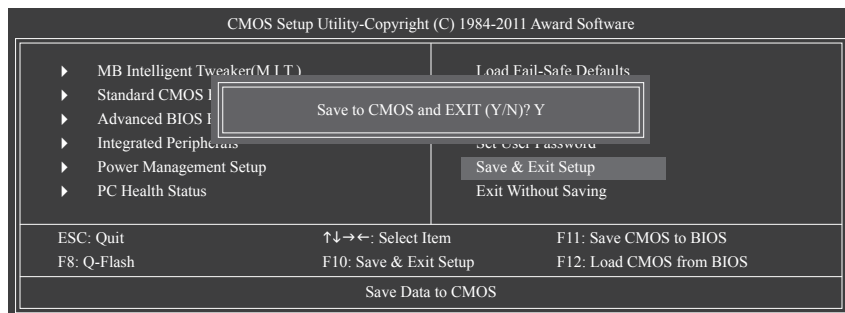 CMOS Setup Utility-Copyright (C) 1984-2011 Award Software
MB Intelligent Tweaker(M.I.T.)
Standard CMOS
Advanced BIOS
Integrated Peripherals
Power Management Setup
PC Health Status
Load Fail-Safe Defaults
Set User Password
Save & Exit Setup
Exit Without Saving
Save to CMOS and EXIT (Y/N)? Y
ESC: Quit ↑↓→←: Select Item F11: Save CMOS to BIOS
F8: Q-Flash F10: Save & Exit Setup F12: Load CMOS from BIOS
Save Data to CMOS